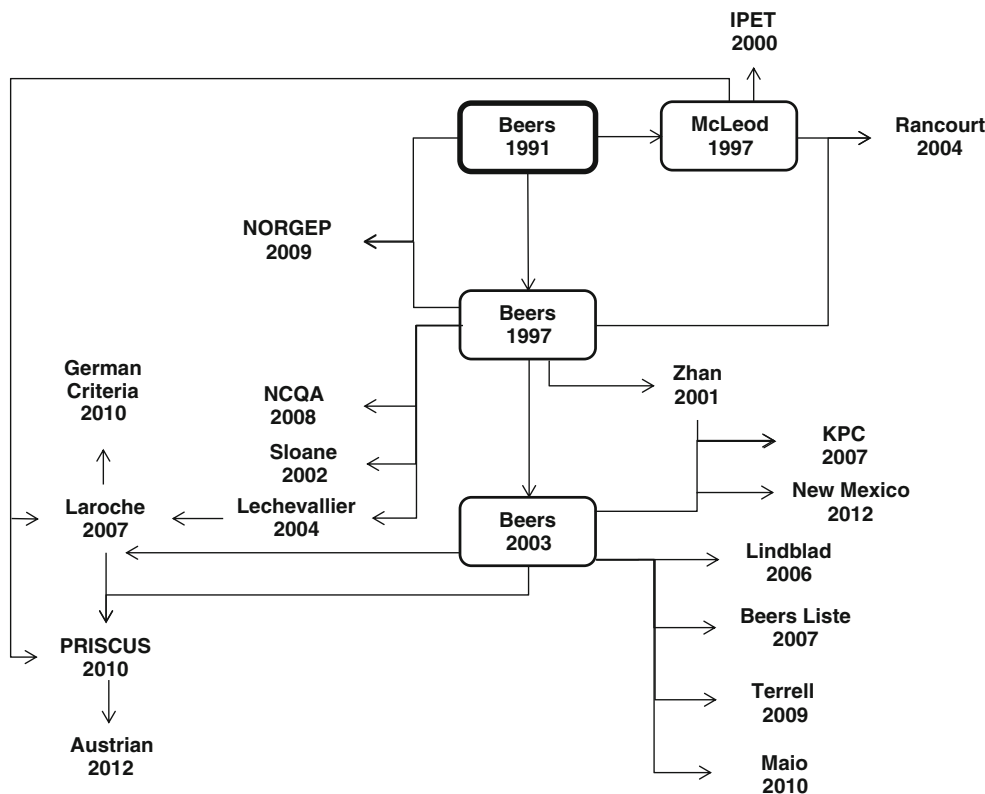 IPET
2000
Beers
1991
McLeod
1997
Rancourt
2004
NORGEP
2009
Beers
1997
German
Criteria
2010
NCQA
2008
Zhan
2001
Sloane
2002
KPC
2007
Laroche
2007
Lechevallier
2004
Beers
2003
New Mexico
2012
Lindblad
2006
Beers Liste
2007
PRISCUS
2010
Terrell
2009
Austrian
2012
Maio
2010